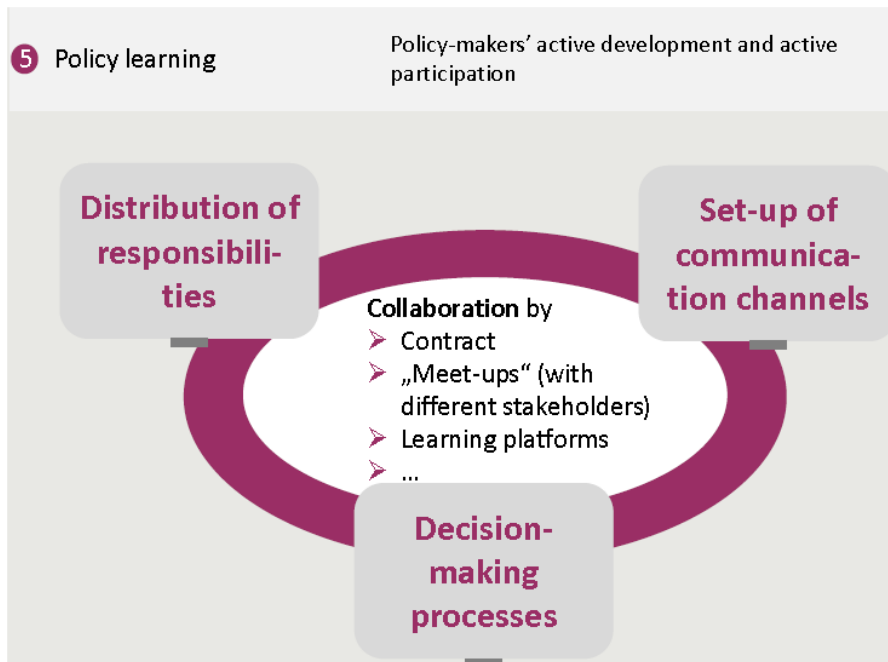 5 Policy learning
Policy-makers’ active development and active
participation
Distribution of
responsibili-
ties
Set-up of
communica-
tion channels
Collaboration by
➢ Contract
➢ „Meet-ups“ (with
different stakeholders)
➢ Learning platforms
➢ ...
Decision-
making
processes